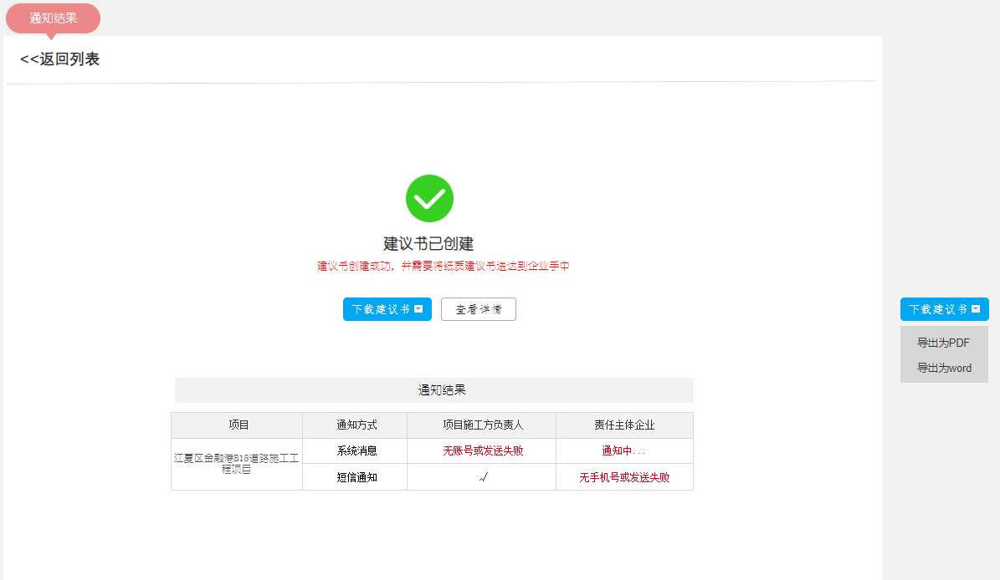 通知结果
<<返回列表
建议书已创建
建议书创建成功，并需要将纸质建议书送达到企业手中
下载建议书 查看详情
下载建议书
导出为PDF
导出为word
通知结果
项目 通知方式 项目施工方负责人 责任主体企业
江夏区金融港B18道路施工工
程项目
系统消息 无账号或发送失败 通知中...
短信通知 √ 无手机号或发送失败